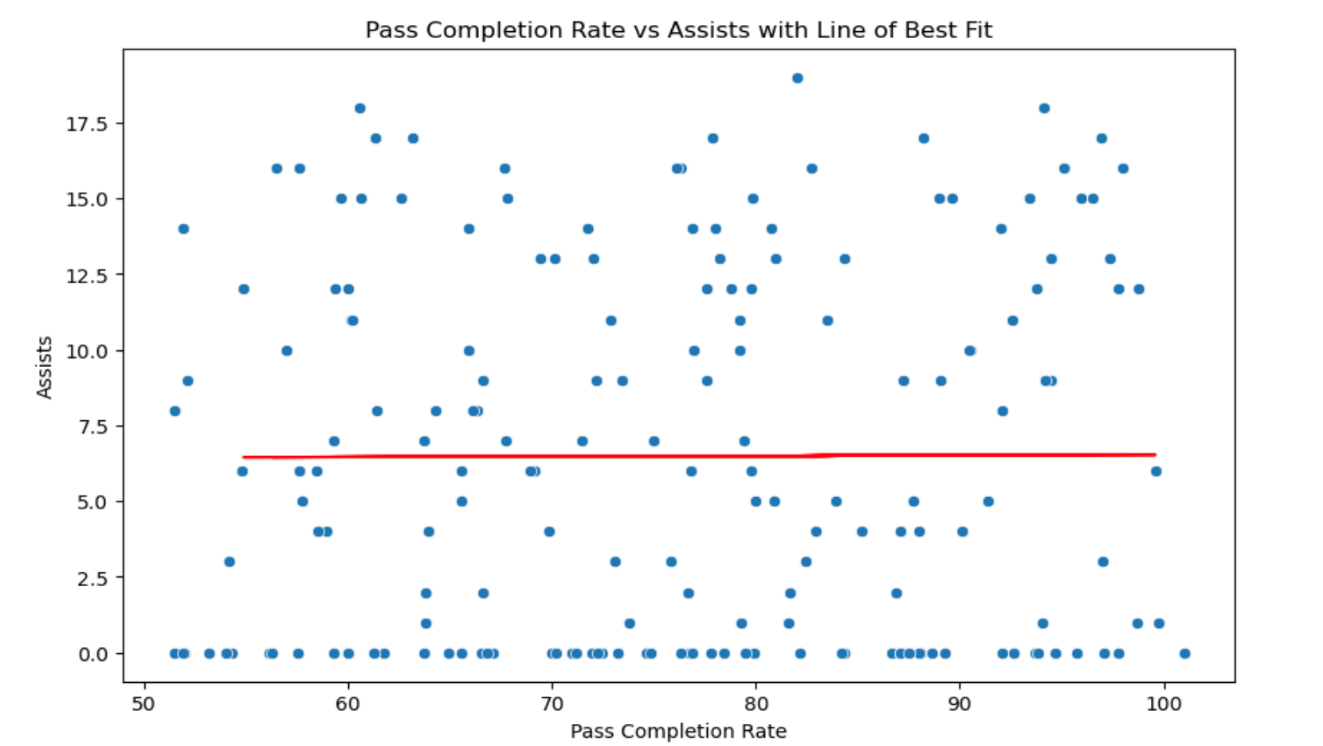 Pass Completion Rate vs Assists with Line of Best Fit
17.5
15.0
12.5
10.0
7.5
5.0
2.5
0.0
Assists
50 60 70 80 90 100
Pass Completion Rate